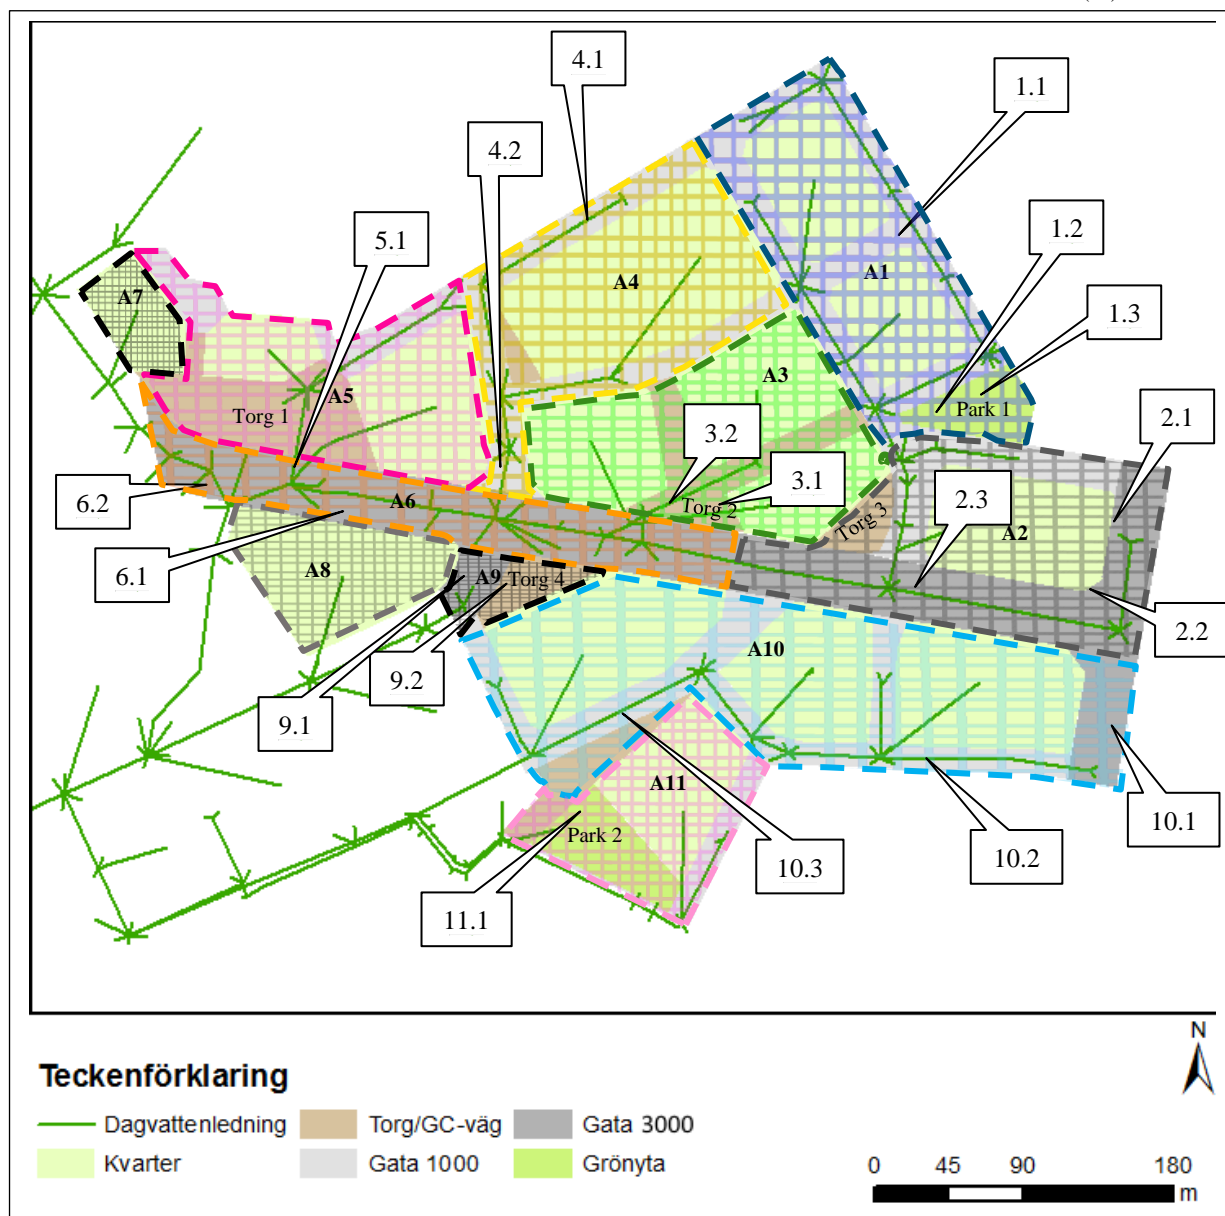 4.1
1.1
4.2
1.2
5.1
A1
A4
1.3
A7
A3
A5
Torg 1
Park 1
3.2
2.1
3.1
6.2
Torg 2
2.3
A6
Torg 3
A2
6.1
A8
A9
Torg 4
2.2
9.2
A10
9.1
A11
10.1
Park 2
10.3
10.2
11.1
N
Teckenförklaring
Dagvattenledning
Torg/GC-väg
Gata 3000
Kvarter
Gata 1000
Grönyta
0 45 90 180
m